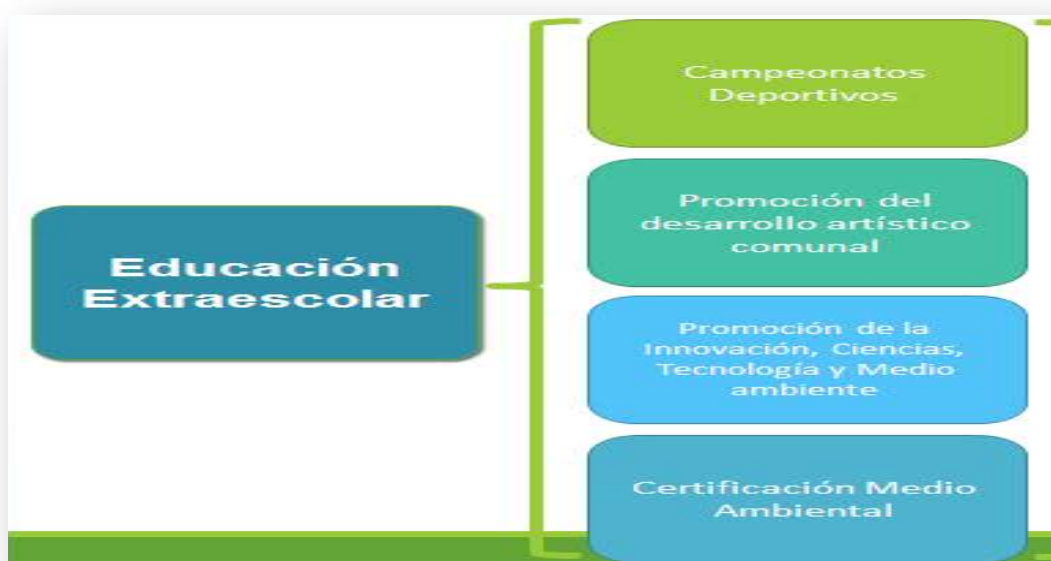 Educación
Extraescolar
Campeonatos
Deportivos
Promoción del
desarrollo artístico
comunal
Promoción de la
Innovación, Ciencias,
Tecnología y Medio
ambiente
Certificación Medio
Ambiental